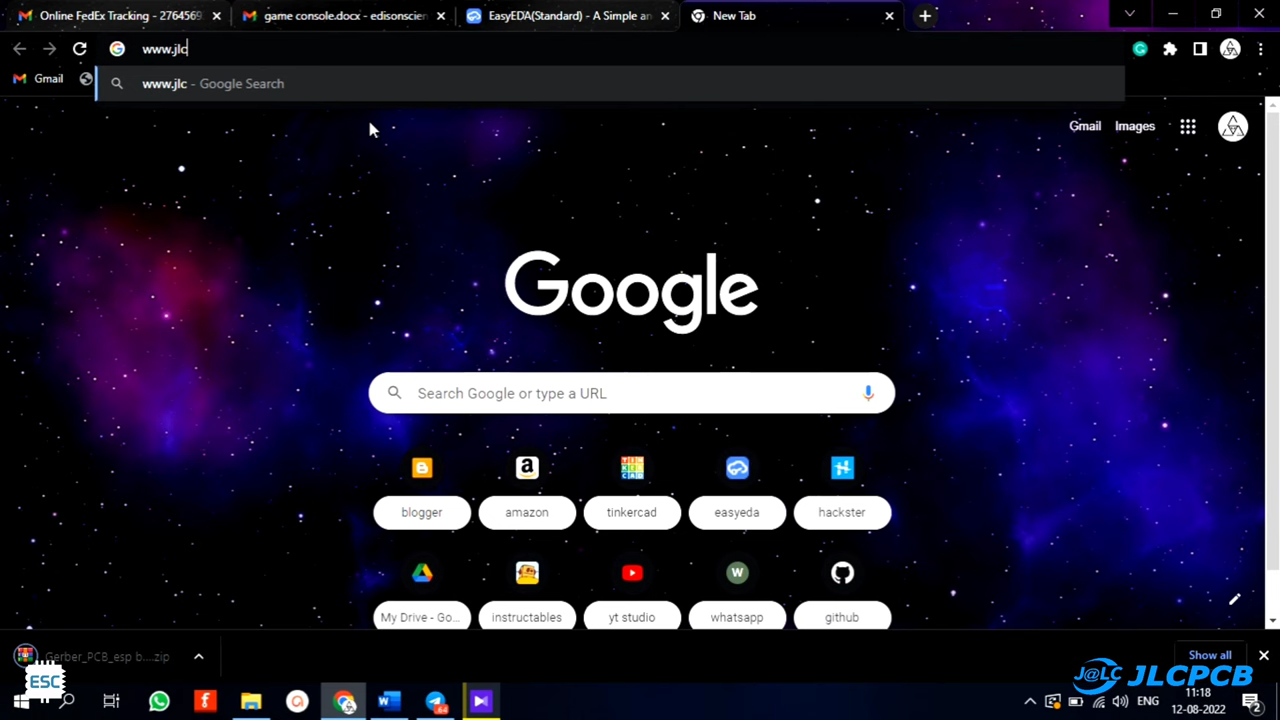 Online FedEx Tracking - 2764569
game console.docx - edisonscien
EasyEDA(Standard) - A Simple an
New Tab
www.jlc
Gmail
www.jlc - Google Search
Gmail
Images
Google
Search Google or type a URL
blogger
amazon
tinkercad
easyeda
hackster
My Drive - Go...
instructables
yt studio
whatsapp
github
Gerber_PCB_esp b....zip
Show all
ESC
J@LC JLCPCB
ENG
11:18
12-08-2022
2